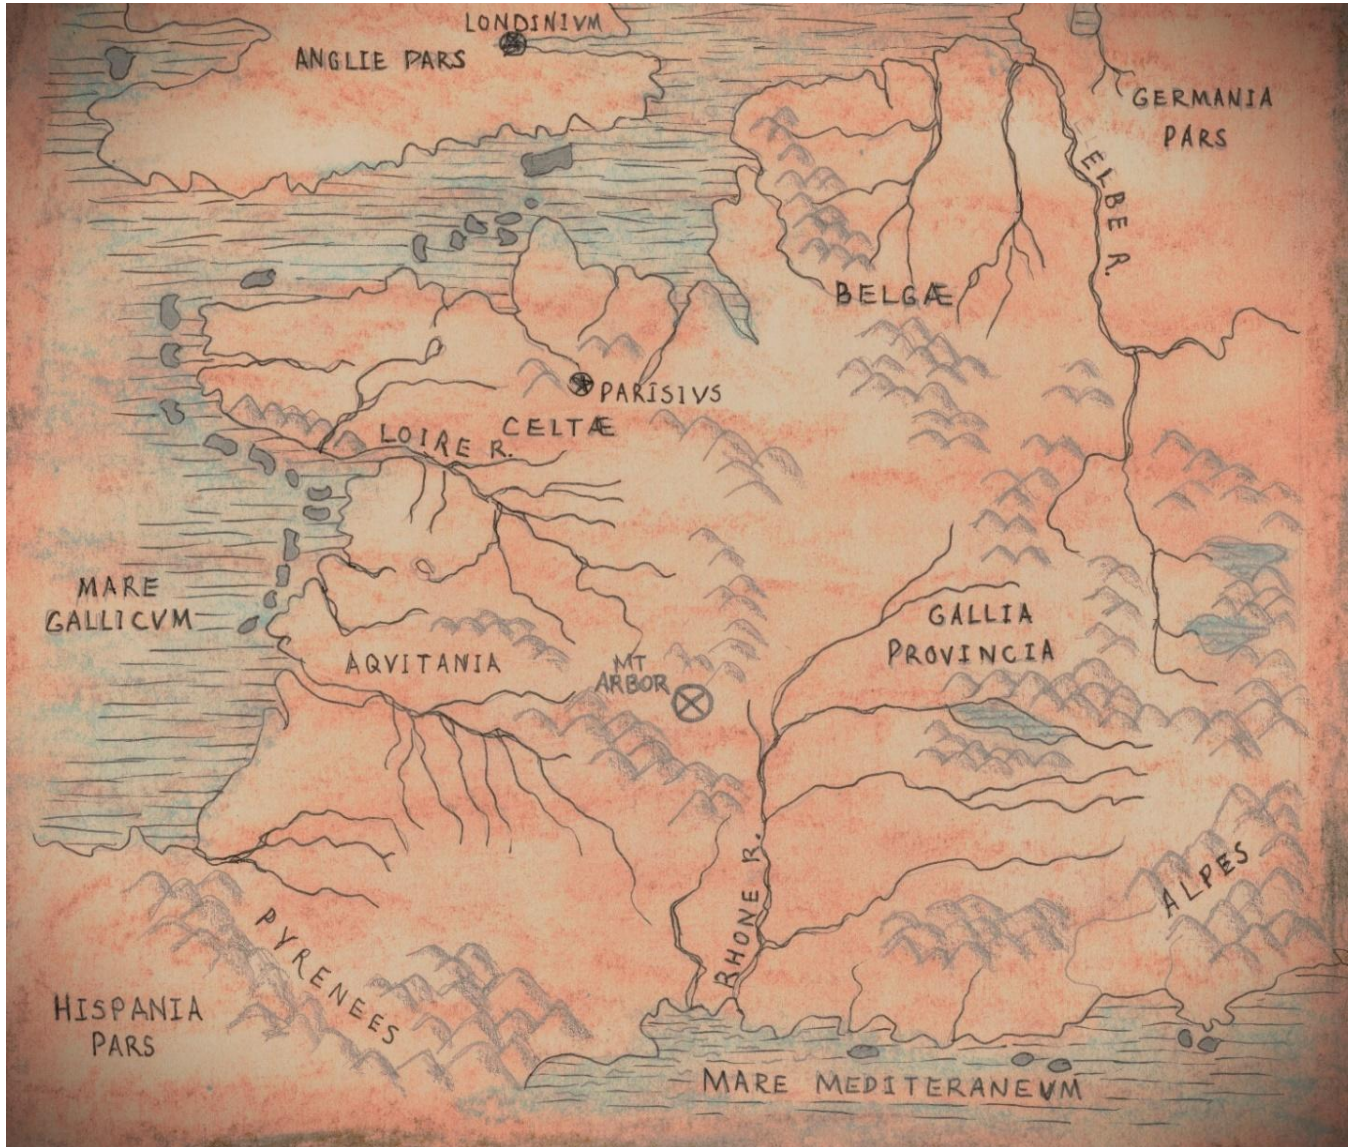 LONDINIVM
ANGLIE PARS
GERMANIA
PARS
ELBE R.
BELGÆ
PARISIVS
CELTÆ
LOIRE R.
MARE
GALLICVM
GALLIA
PROVINCIA
AQVITANIA
MT
ARBOR
RHONE R.
ALPES
PYRENEES
HISPANIA
PARS
MARE MEDITERANEVM